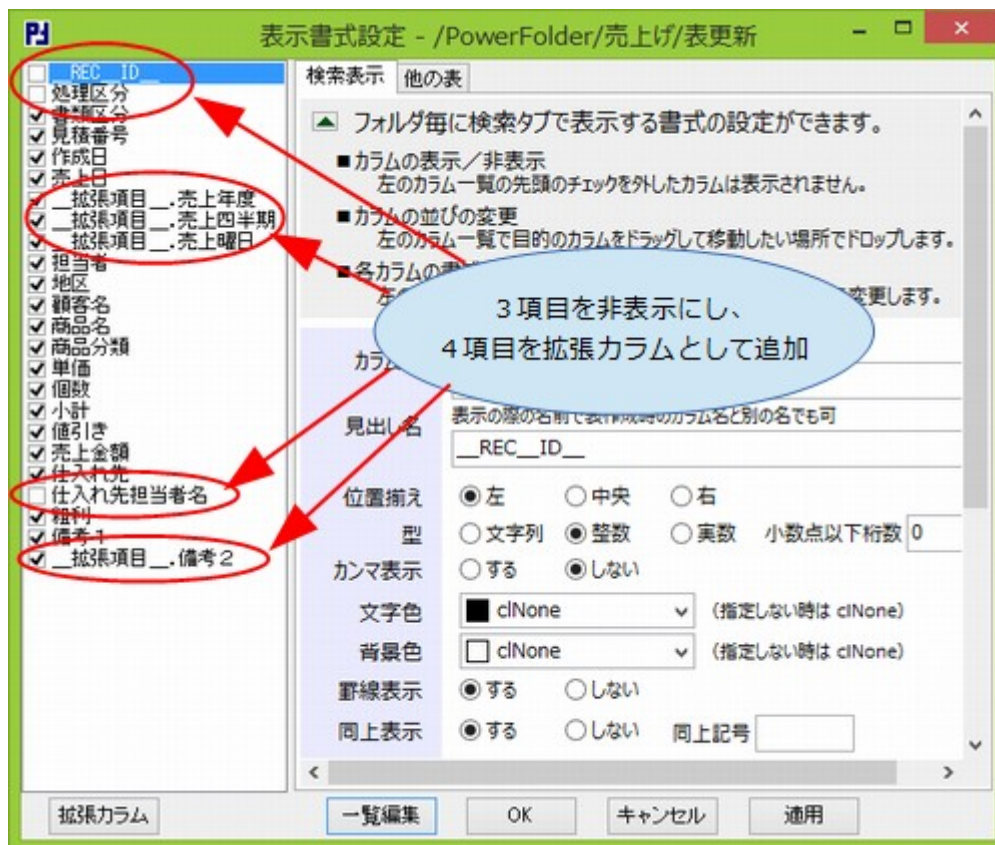 表示書式設定 - /PowerFolder/売上げ/表更新
__REC__ID__
処理区分
書類区分
見積番号
作成日
売上日
__拡張項目__.売上年度
__拡張項目__.売上四半期
__拡張項目__.売上曜日
担当者
地区
顧客名
商品名
商品分類
単価
個数
小計
値引き
売上金額
仕入れ先
仕入れ先担当者名
粗利
備考1
__拡張項目__.備考2
拡張カラム
検索表示 他の表
フォルダ毎に検索タブで表示する書式の設定ができます。
■カラムの表示/非表示
左のカラム一覧の先頭のチェックを外したカラムは表示されません。
■カラムの並びの変更
左のカラム一覧で目的のカラムをドラッグして移動したい場所でドロップします。
■各カラムの
変更します。
3項目を非表示にし、
4項目を拡張カラムとして追加
カラム
見出し名 表示の際の名前で表作成時のカラム名と別の名でも可
__REC__ID__
位置揃え 左 中央 右
型 文字列 整数 実数 小数点以下桁数 0
カンマ表示 する しない
文字色 clNone (指定しない時は clNone)
背景色 clNone (指定しない時は clNone)
罫線表示 する しない
同上表示 する しない 同上記号
一覧編集 OK キャンセル 適用